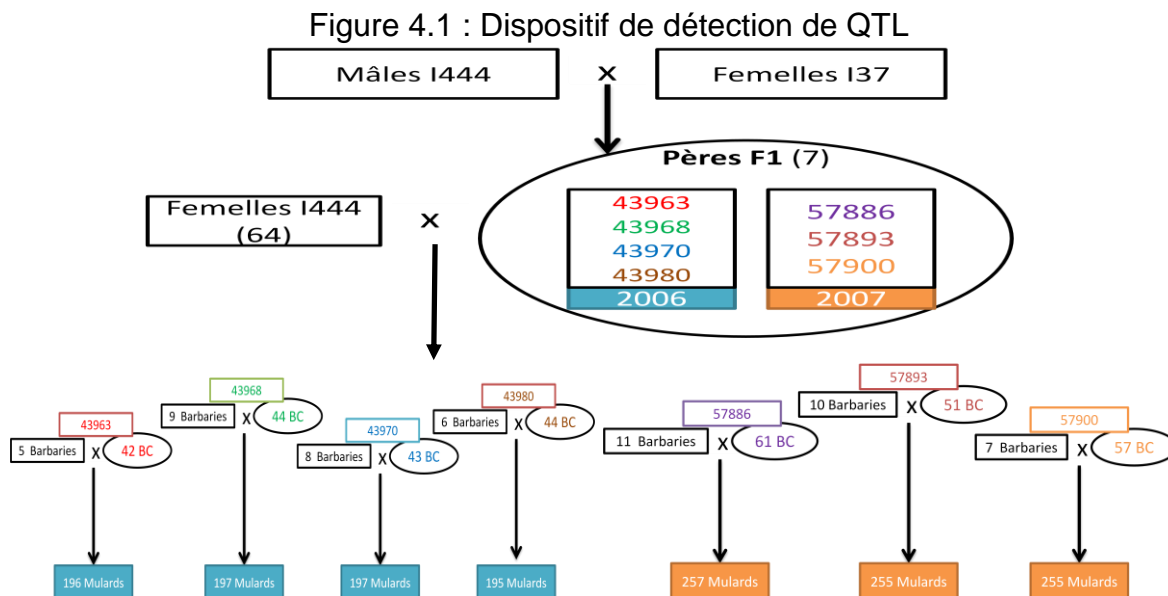 Figure 4.1 : Dispositif de détection de QTL
Mâles I444 x Femelles I37
Pères F1 (7)
43963
43968
43970
43980
2006
57886
57893
57900
2007
Femelles I444
(64)
x
43963
5 Barbaries X 42 BC
43968
9 Barbaries X 44 BC
43970
8 Barbaries X 43 BC
43980
6 Barbaries X 44 BC
57886
11 Barbaries X 61 BC
57893
10 Barbaries X 51 BC
57900
7 Barbaries X 57 BC
196 Mulards
197 Mulards
197 Mulards
195 Mulards
257 Mulards
255 Mulards
255 Mulards